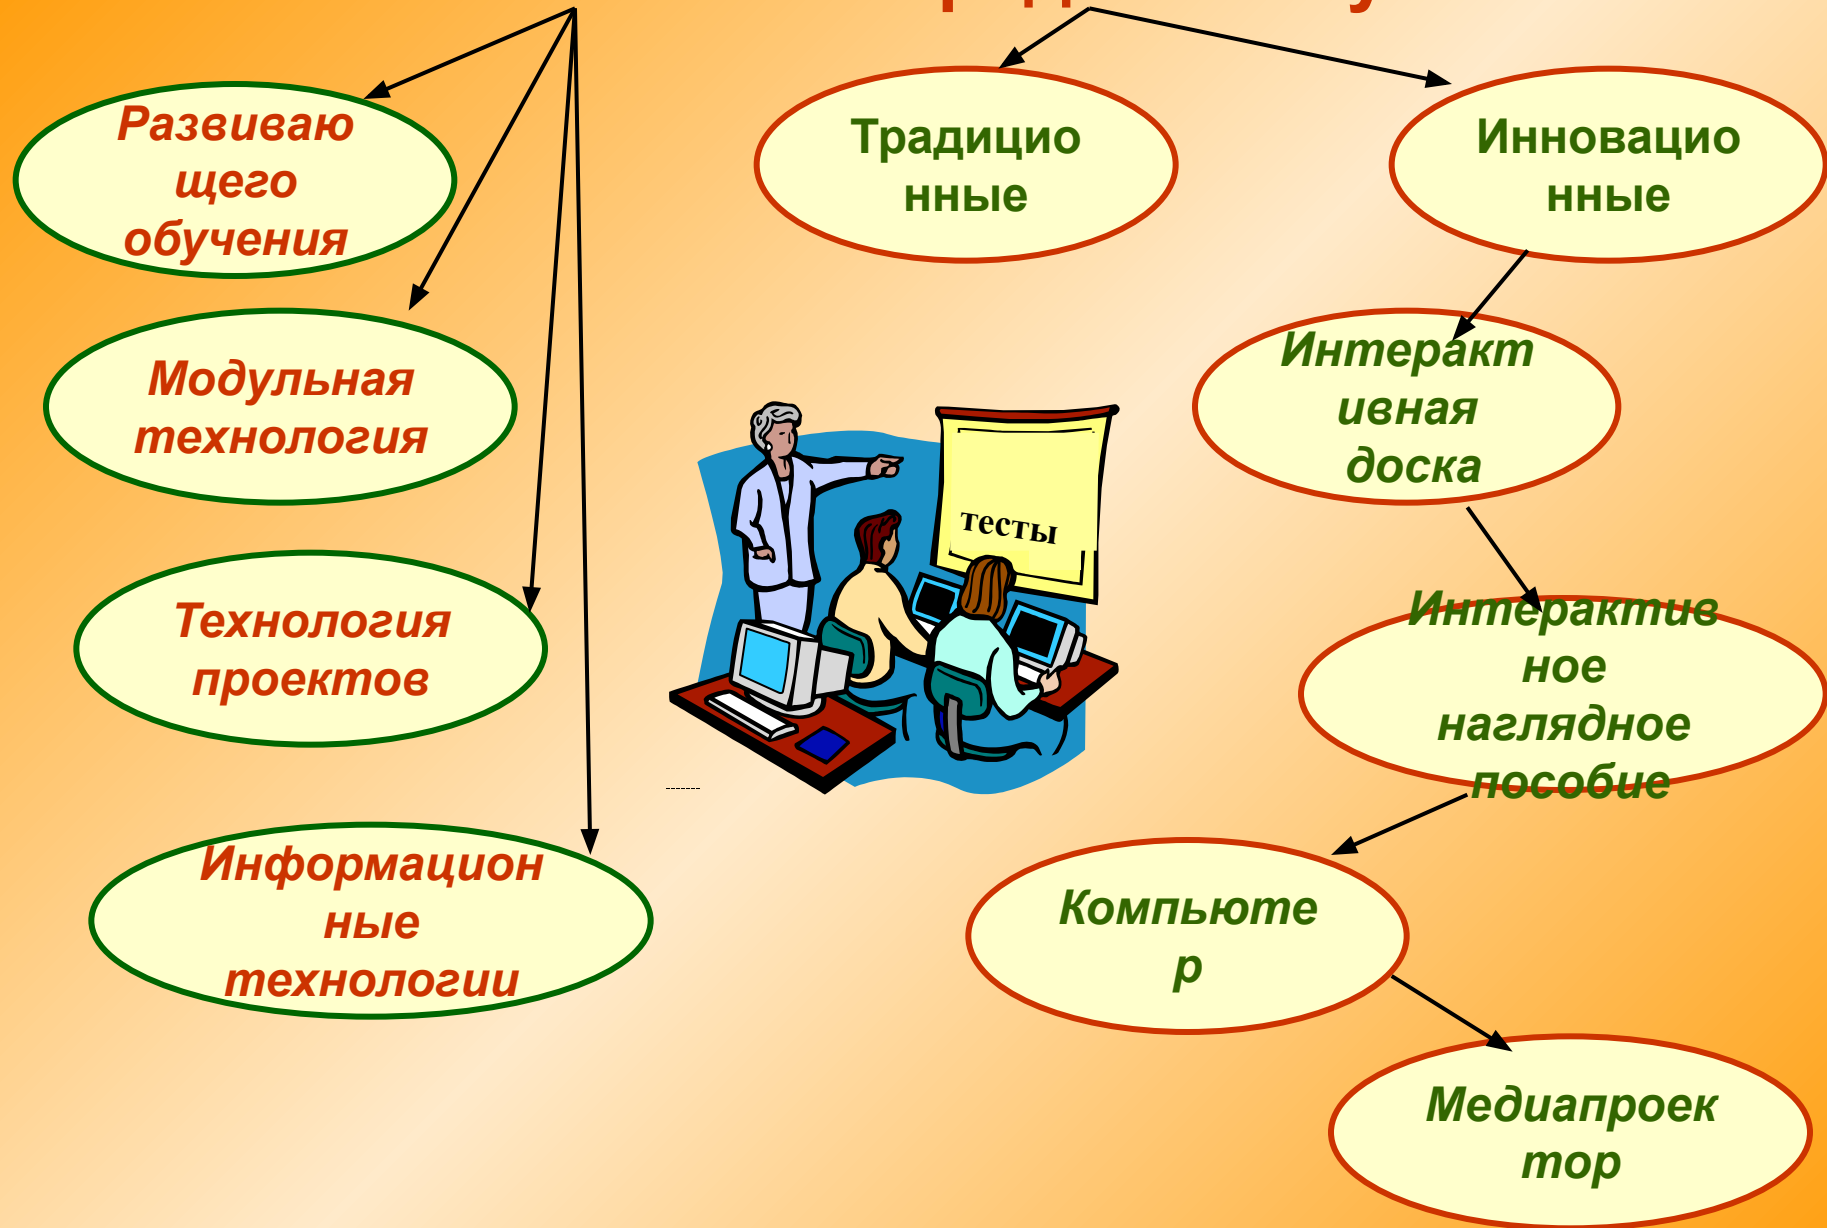 Развиваю
щего
обучения
Модульная
технология
Технология
проектов
Информацион
ные
технологии
тесты
Традицио
нные
Инновацио
нные
Интеракт
ивная
доска
Интерактив
ное
наглядное
пособие
Компьюте
р
Медиапроек
тор